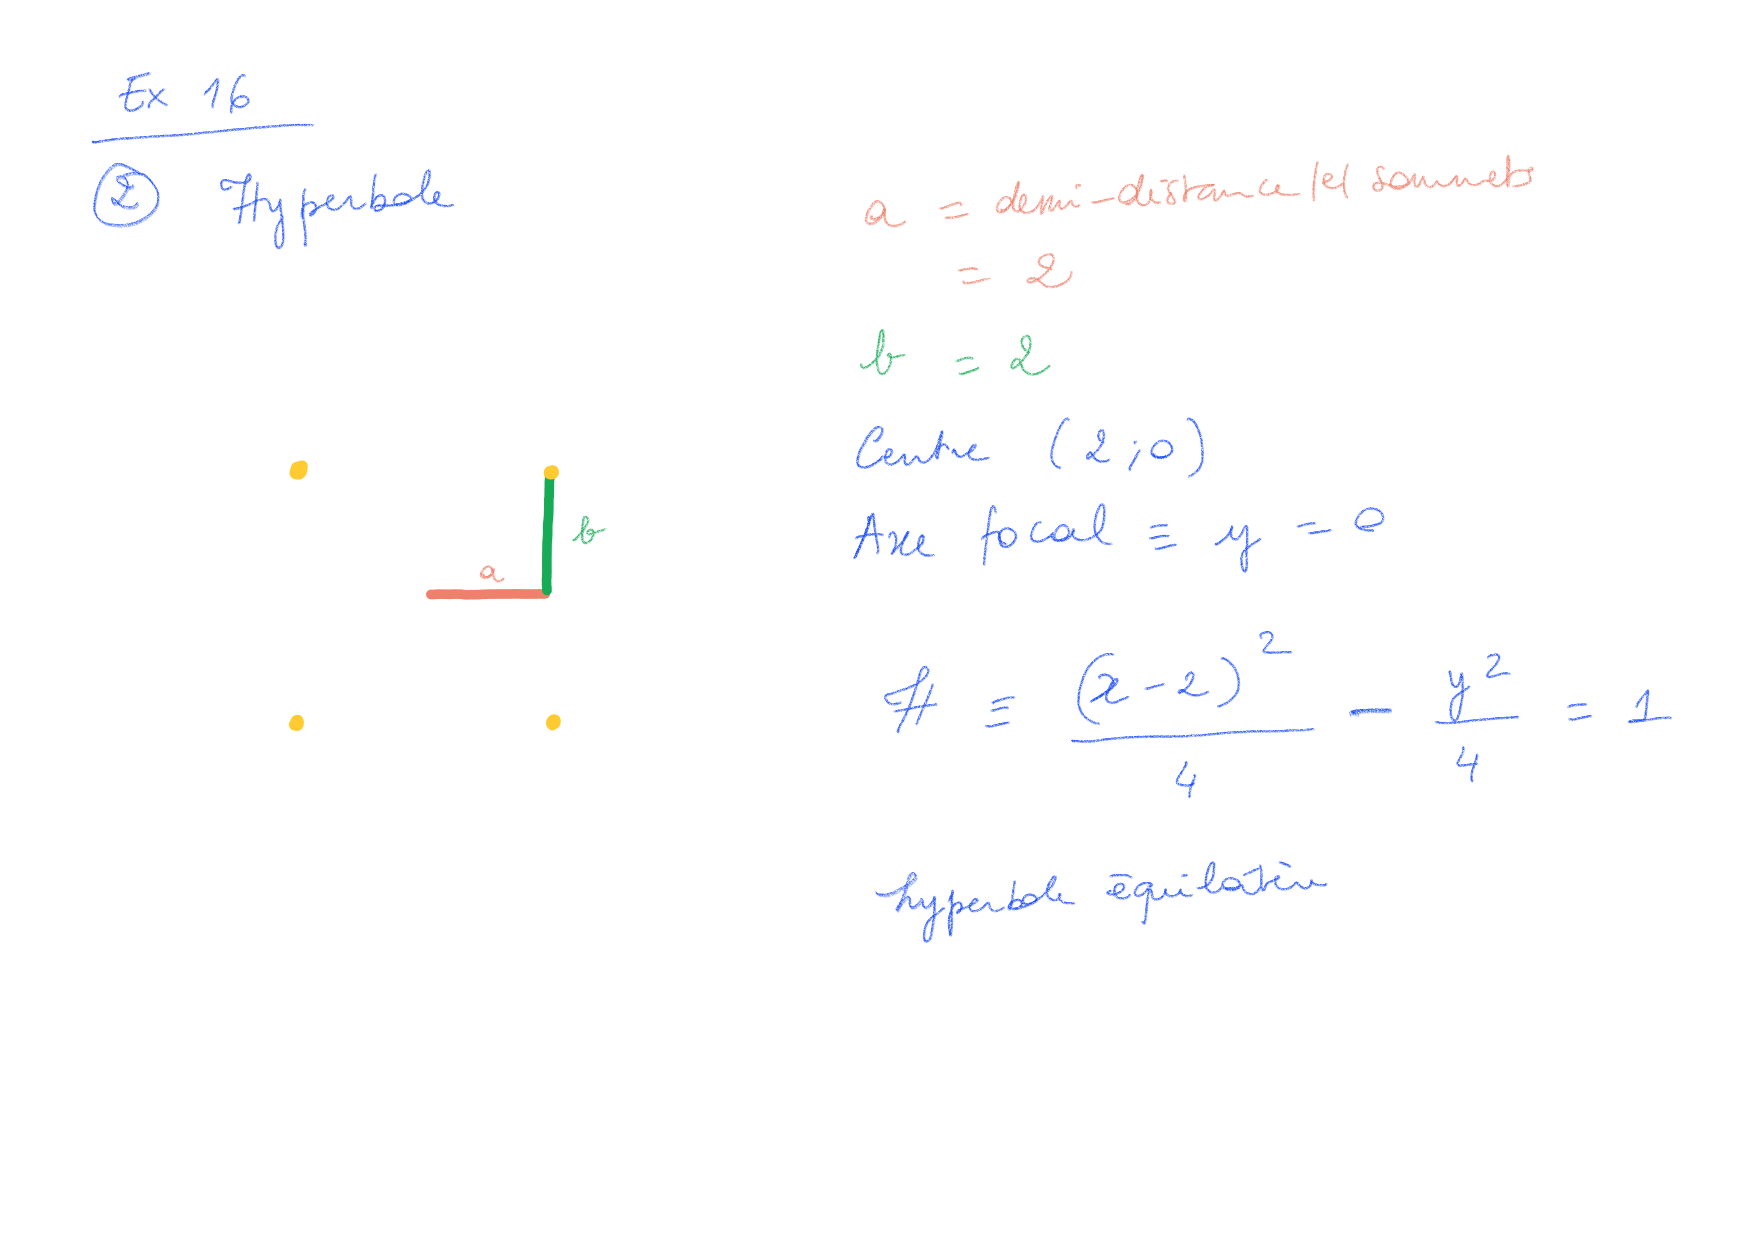 Ex 16
② Hyperbole
a = demi-distance /e/ sommets
= 2
b = 2
Centre (2;0)
Axe focal ≡ y = 0
b
a
H ≡ (x-2)²/4 - y²/4 = 1
hyperbole équilatère